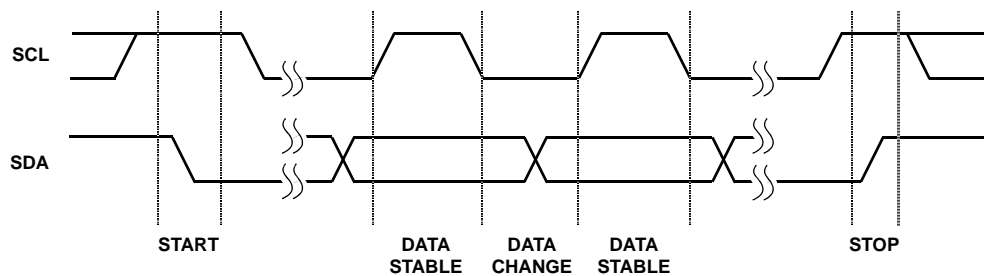 SCL
SDA
START
DATA
STABLE
DATA
CHANGE
DATA
STABLE
STOP